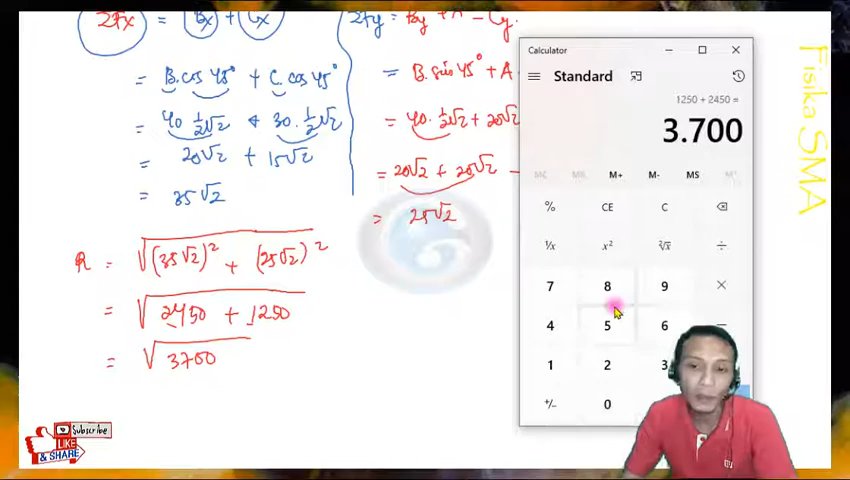 ΣFx = Bx + Cx
= B.cos 45° + C.cos 45°
= 40.½√2 + 30.½√2
= 20√2 + 15√2
= 35√2
ΣFy = By + A - Cy.
= B.sin 45° + A
= 40.½√2 + 20√2
= 20√2 + 20√2 -
= 25√2
R = √(35√2)² + (25√2)²
= √2450 + 1250
= √3700
Calculator
Standard
1250 + 2450 =
3.700
MC MR M+ M- MS M˅
% CE C
¹/x x² ²√x ÷
7 8 9 ×
4 5 6 −
1 2 3
+/− 0
Fisika SMA
Subscribe
LIKE
& SHARE